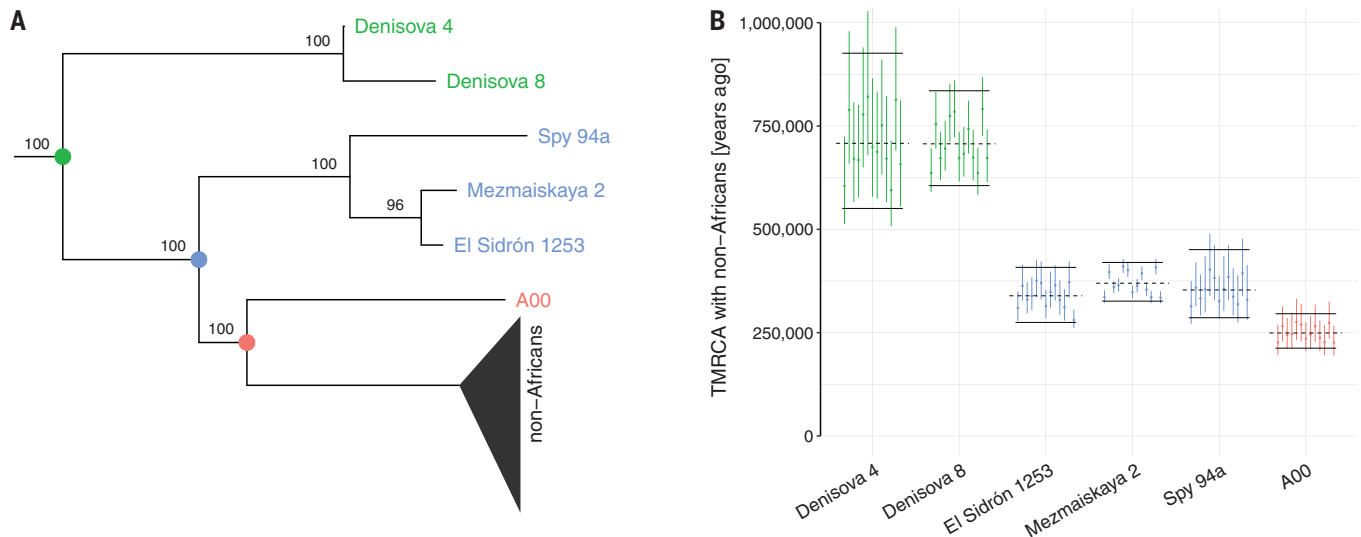 A
Denisova 4
100
Denisova 8
100
Spy 94a
100
Mezmaiskaya 2
96
El Sidrón 1253
100
A00
100
non-Africans
B
TMRCA with non-Africans [years ago]
1,000,000
750,000
500,000
250,000
0
Denisova 4
Denisova 8
El Sidrón 1253
Mezmaiskaya 2
Spy 94a
A00